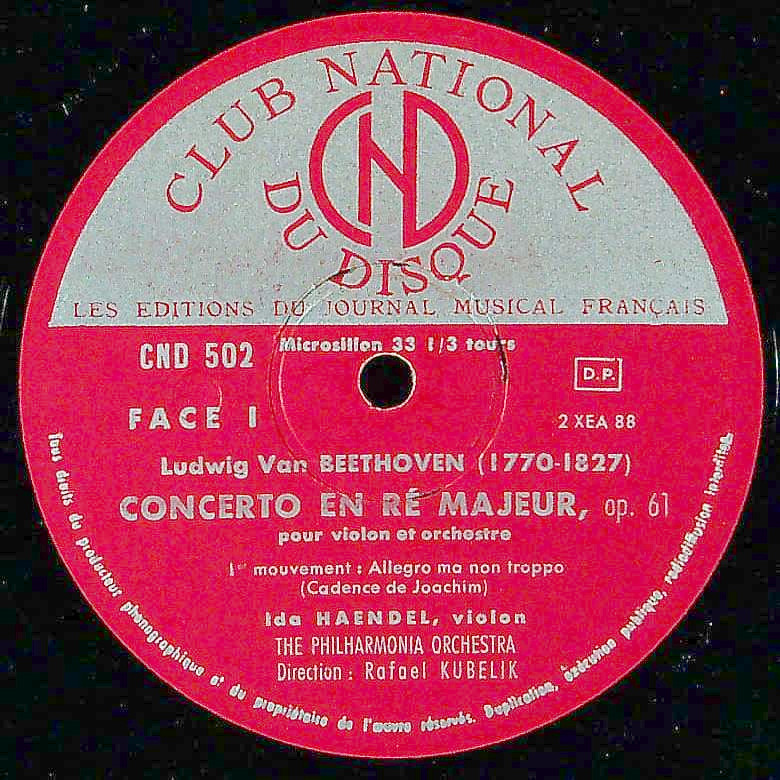 CLUB NATIONAL
DU DISQUE
CND
LES EDITIONS DU JOURNAL MUSICAL FRANÇAIS
Microsillon 33 1/3 tours
CND 502
D.P.
FACE I
2 XEA 88
Ludwig Van BEETHOVEN (1770-1827)
CONCERTO EN RÉ MAJEUR, op. 61
pour violon et orchestre
1er mouvement : Allegro ma non troppo
(Cadence de Joachim)
Ida HAENDEL, violon
THE PHILHARMONIA ORCHESTRA
Direction : Rafael KUBELIK
Tous droits du producteur phonographique et du propriétaire de l'œuvre réservés. Duplication, exécution publique, radiodiffusion interdites.